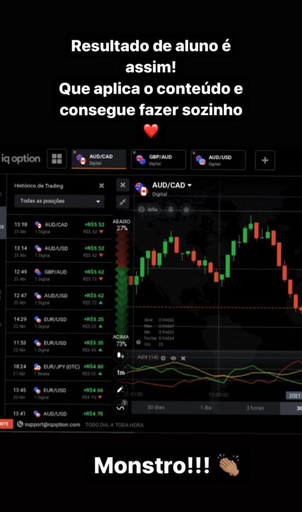 Resultado de aluno é
assim!
Que aplica o conteúdo e
consegue fazer sozinho
iq option
AUD/CAD
Digital
GBP/AUD
Digital
AUD/USD
Digital
Histórico de Trading
Todas as posições
AUD/CAD
Digital
Info
ABAIXO
27%
13:18 AUD/CAD +R$5.52
13:14 AUD/USD +R$5.52
12:49 GBP/AUD +R$5.62
12:47 AUD/USD +R$5.62
14:29 EUR/USD +R$5.25
11:53 EUR/USD +R$5.35
18:24 EUR/JPY (OTC) +R$4.80
13:45 EUR/USD +R$4.66
13:41 AUD/USD +R$4.70
ACIMA
73%
1m
ADX (14)
30 dias
1 dia
3 horas
2021
support@iqoption.com
TODO DIA, A TODA HORA
Monstro!!!